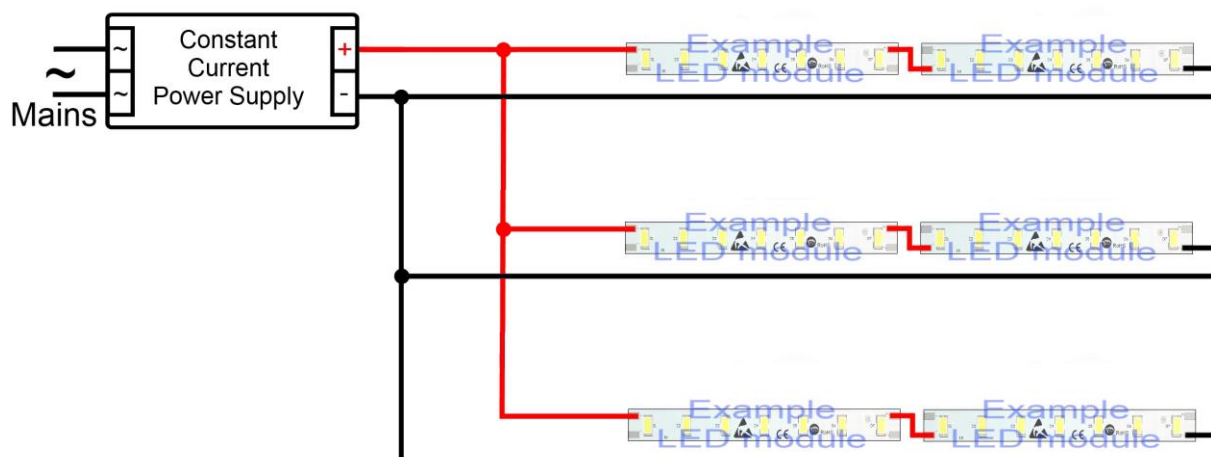 Constant
Current
Power Supply
~
~
+
-
~
Mains
Example
LED module
Example
LED module
Example
LED module
Example
LED module
Example
LED module
Example
LED module